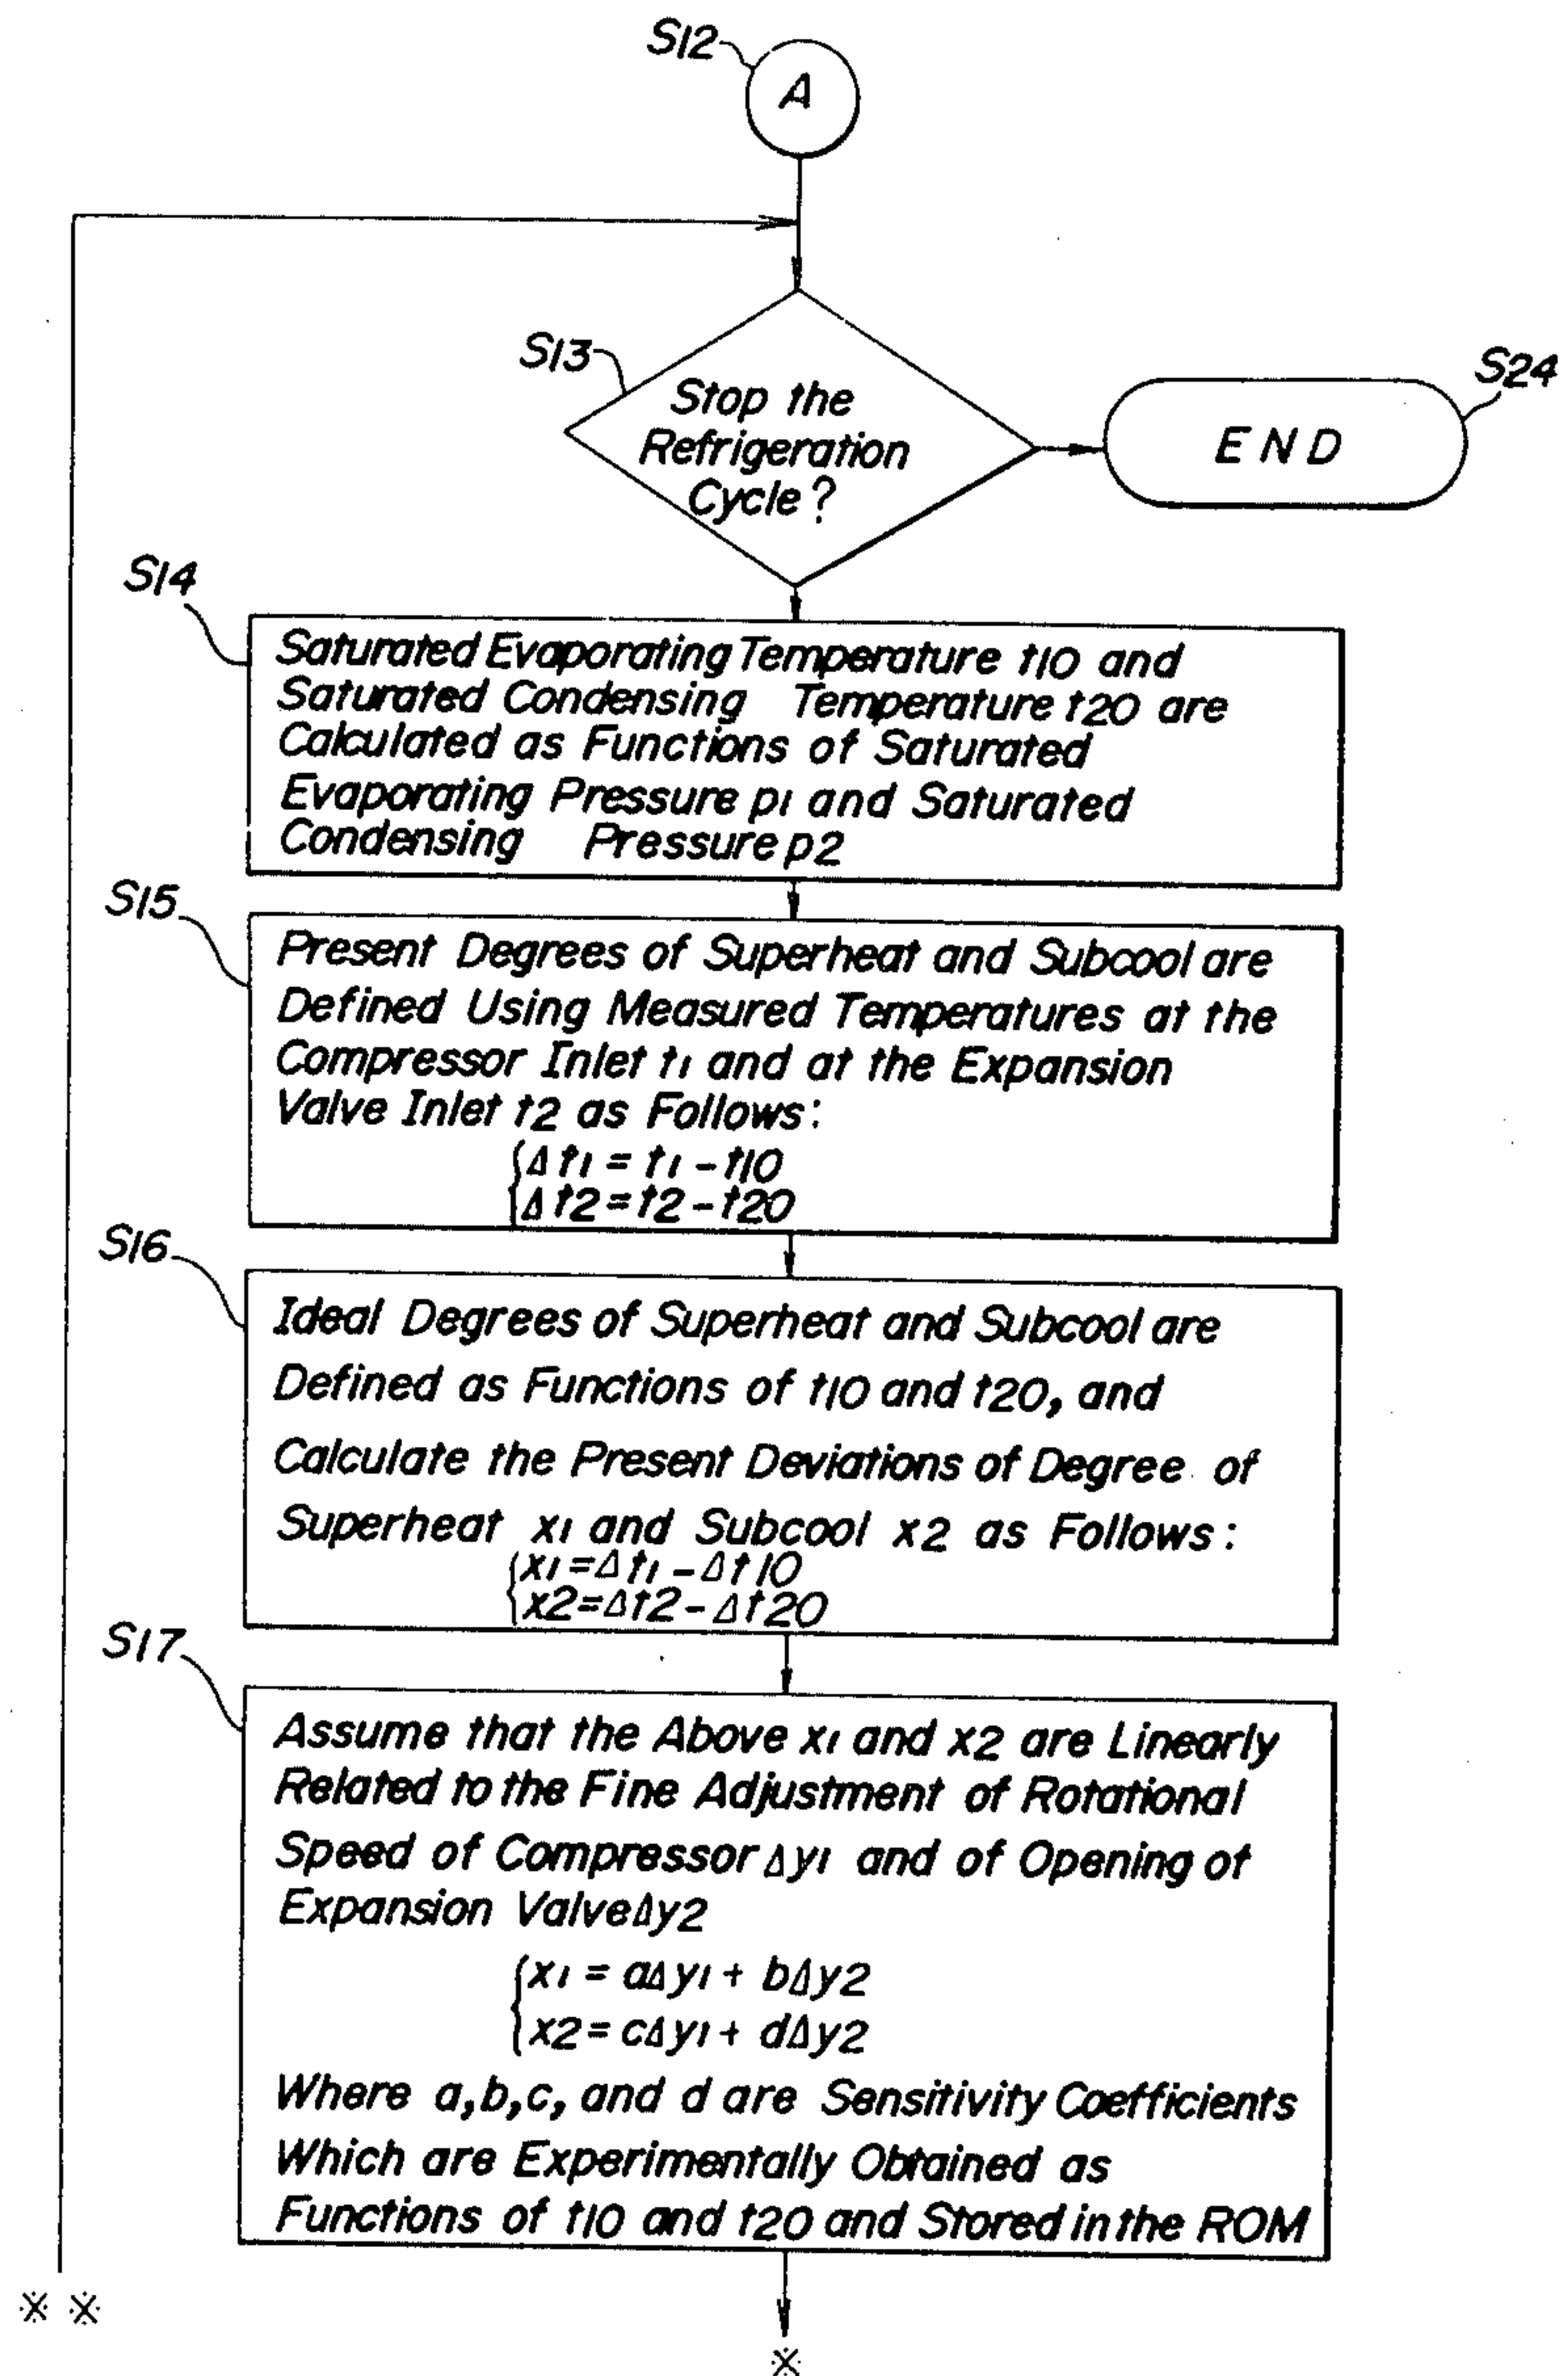 S12
A
S13
Stop the
Refrigeration
Cycle?
S24
END
S14
Saturated Evaporating Temperature t10 and
Saturated Condensing Temperature t20 are
Calculated as Functions of Saturated
Evaporating Pressure p1 and Saturated
Condensing Pressure p2
S15
Present Degrees of Superheat and Subcool are
Defined Using Measured Temperatures at the
Compressor Inlet t1 and at the Expansion
Valve Inlet t2 as Follows:
Δt1 = t1 - t10
Δt2 = t2 - t20
S16
Ideal Degrees of Superheat and Subcool are
Defined as Functions of t10 and t20, and
Calculate the Present Deviations of Degree of
Superheat x1 and Subcool x2 as Follows:
x1 = Δt1 - Δt10
x2 = Δt2 - Δt20
S17
Assume that the Above x1 and x2 are Linearly
Related to the Fine Adjustment of Rotational
Speed of Compressor Δy1 and of Opening of
Expansion Valve Δy2
x1 = aΔy1 + bΔy2
x2 = cΔy1 + dΔy2
Where a,b,c, and d are Sensitivity Coefficients
Which are Experimentally Obtained as
Functions of t10 and t20 and Stored in the ROM
※※
※